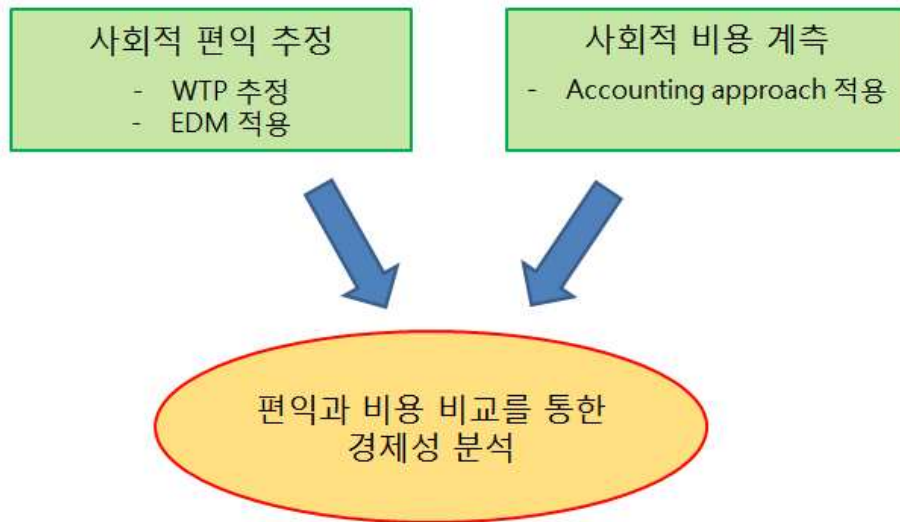 사회적 편익 추정
- WTP 추정
- EDM 적용
사회적 비용 계측
- Accounting approach 적용
편익과 비용 비교를 통한
경제성 분석